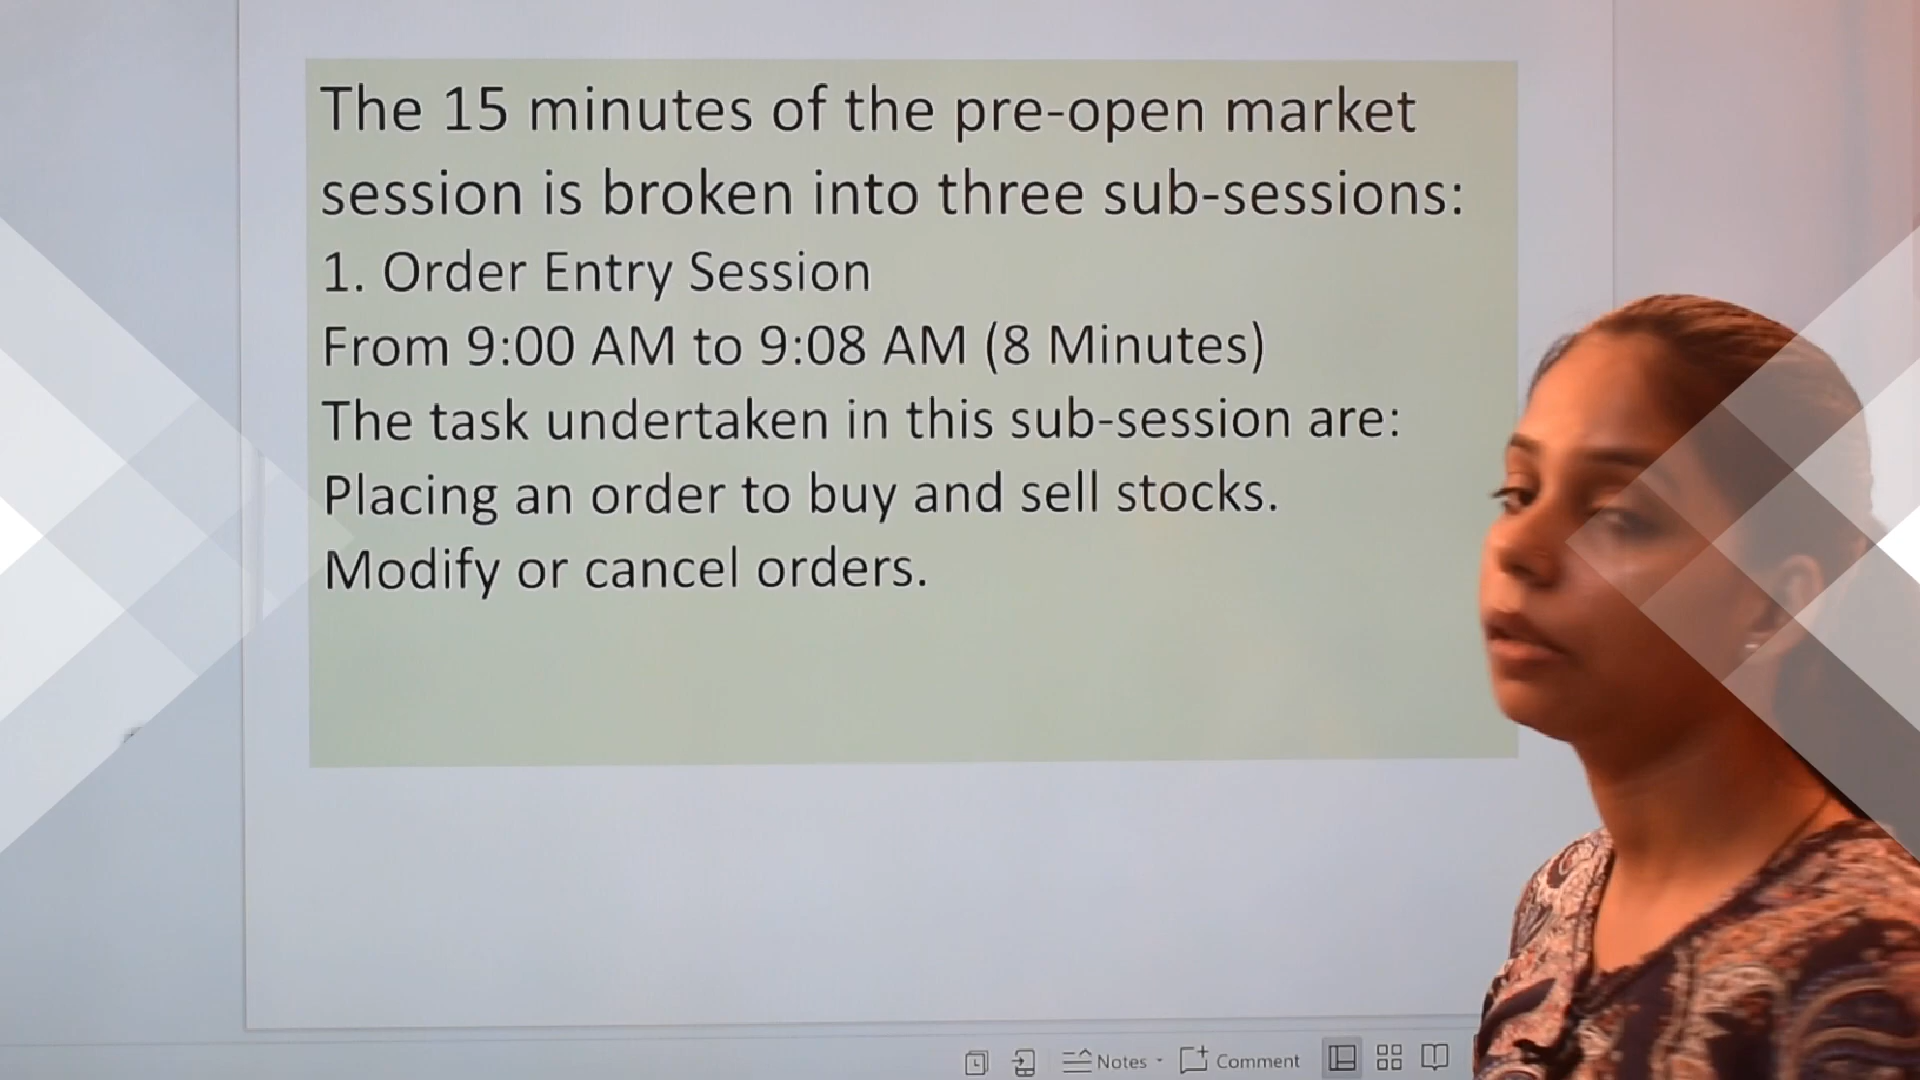 The 15 minutes of the pre-open market
session is broken into three sub-sessions:
1. Order Entry Session
From 9:00 AM to 9:08 AM (8 Minutes)
The task undertaken in this sub-session are:
Placing an order to buy and sell stocks.
Modify or cancel orders.
Notes
Comment